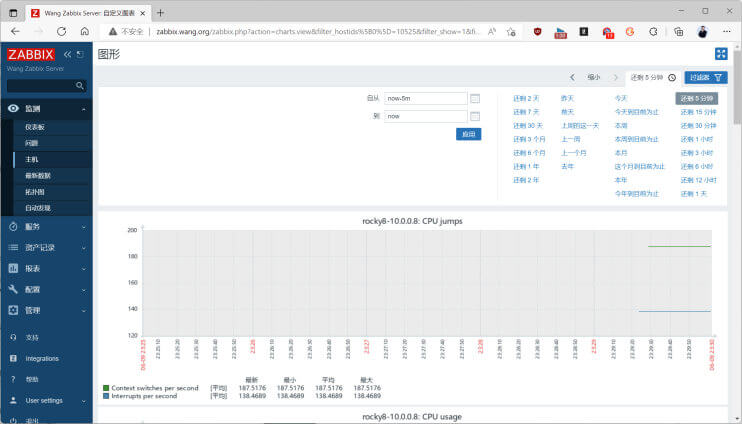 Wang Zabbix Server: 自定义图表
不安全
zabbix.wang.org/zabbix.php?action=charts.view&filter_hostids%5B0%5D=10525&filter_show=1&fi...
ZABBIX
Wang Zabbix Server
监测
仪表板
问题
主机
最新数据
拓扑图
自动发现
服务
资产记录
报表
配置
管理
支持
Integrations
帮助
User settings
退出
图形
缩小
还剩 5 分钟
过滤器
自从
now-5m
到
now
应用
还剩 2 天 昨天 今天 还剩 5 分钟
还剩 7 天 前天 今天到目前为止 还剩 15 分钟
还剩 30 天 上周的这一天 本周 还剩 30 分钟
还剩 3 个月 上一周 本周到目前为止 还剩 1 小时
还剩 6 个月 上一个月 本月 还剩 3 小时
还剩 1 年 去年 这个月到目前为止 还剩 6 小时
还剩 2 年 本年 还剩 12 小时
今年到目前为止 还剩 1 天
rocky8-10.0.0.8: CPU jumps
200
180
160
140
120
06-09 23:25
23:25:10
23:25:20
23:25:30
23:25:40
23:25:50
23:26
23:26:10
23:26:20
23:26:30
23:26:40
23:26:50
23:27
23:27:10
23:27:20
23:27:30
23:27:40
23:27:50
23:28
23:28:10
23:28:20
23:28:30
23:28:40
23:28:50
23:29
23:29:10
23:29:20
23:29:30
23:29:40
23:29:50
06-09 23:30
最新 最小 平均 最大
Context switches per second [平均] 187.5176 187.5176 187.5176 187.5176
Interrupts per second [平均] 138.4689 138.4689 138.4689 138.4689
rocky8-10.0.0.8: CPU usage